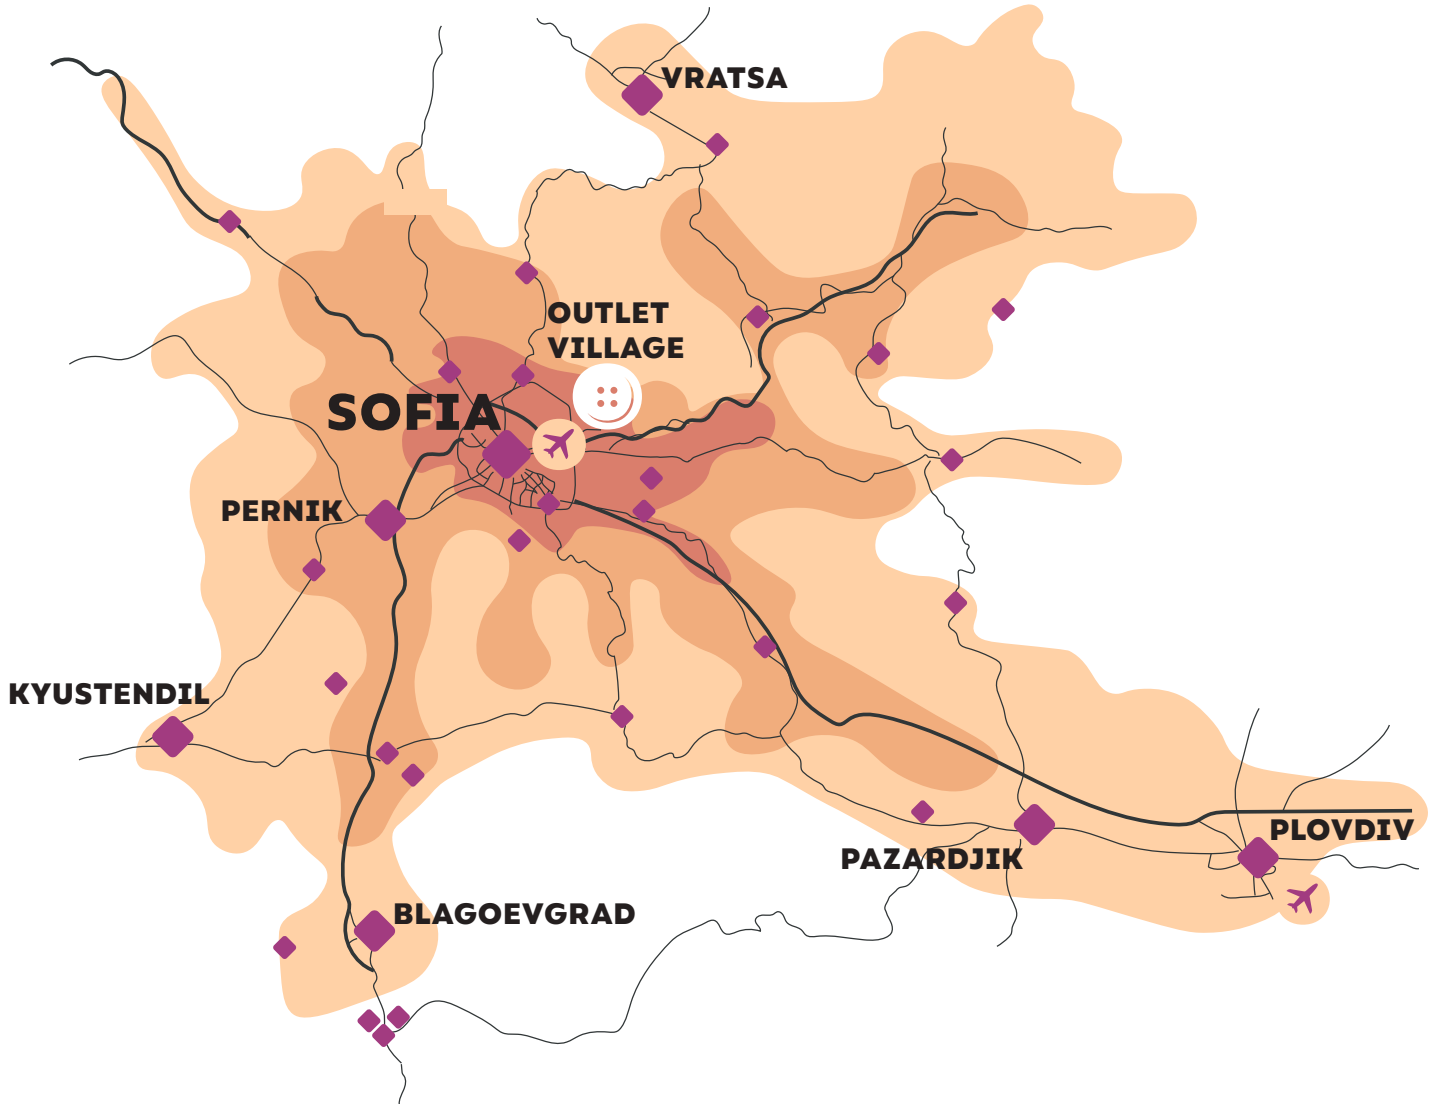 VRATSA
OUTLET
VILLAGE
SOFIA
PERNIK
KYUSTENDIL
PLOVDIV
PAZARDJIK
BLAGOEVGRAD